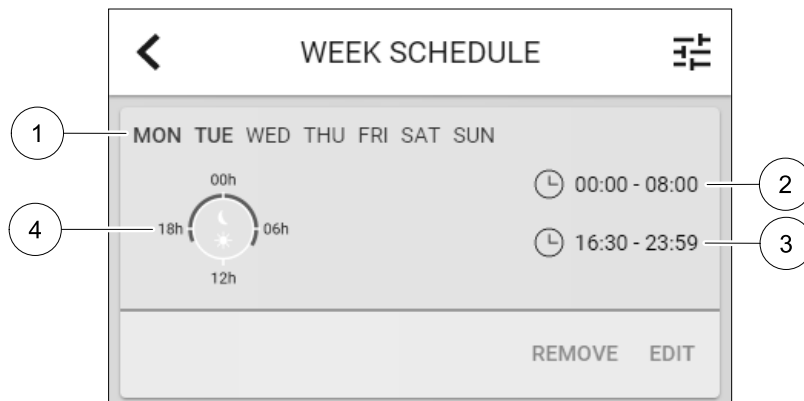 WEEK SCHEDULE
1
MON TUE WED THU FRI SAT SUN
00h
00:00 - 08:00
2
4
18h
06h
16:30 - 23:59
3
12h
REMOVE EDIT